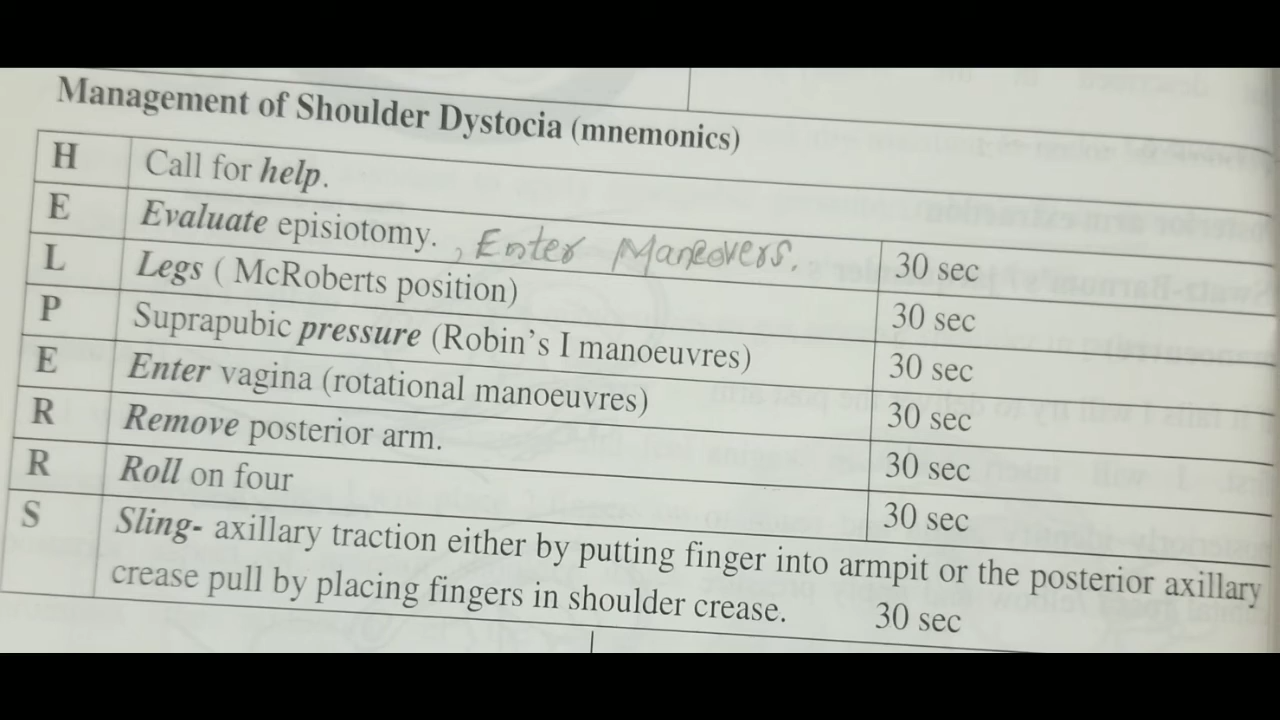 Management of Shoulder Dystocia (mnemonics)
H Call for help.
E Evaluate episiotomy. , Enter Maneovers. 30 sec
L Legs ( McRoberts position) 30 sec
P Suprapubic pressure (Robin's I manoeuvres) 30 sec
E Enter vagina (rotational manoeuvres) 30 sec
R Remove posterior arm. 30 sec
R Roll on four 30 sec
S Sling- axillary traction either by putting finger into armpit or the posterior axillary
crease pull by placing fingers in shoulder crease. 30 sec